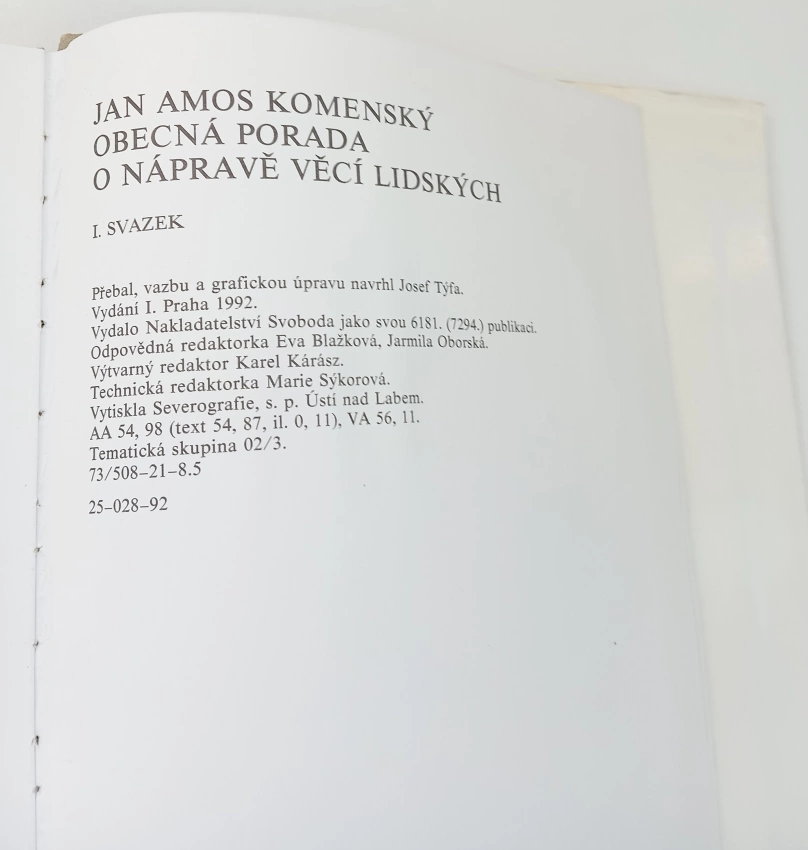 JAN AMOS KOMENSKÝ
OBECNÁ PORADA
O NÁPRAVĚ VĚCÍ LIDSKÝCH
I. SVAZEK
Přebal, vazbu a grafickou úpravu navrhl Josef Týfa.
Vydání I. Praha 1992.
Vydalo Nakladatelství Svoboda jako svou 6181. (7294.) publikaci.
Odpovědná redaktorka Eva Blažková, Jarmila Oborská.
Výtvarný redaktor Karel Kárász.
Technická redaktorka Marie Sýkorová.
Vytiskla Severografie, s. p. Ústí nad Labem.
AA 54, 98 (text 54, 87, il. 0, 11), VA 56, 11.
Tematická skupina 02/3.
73/508–21–8.5
25–028–92